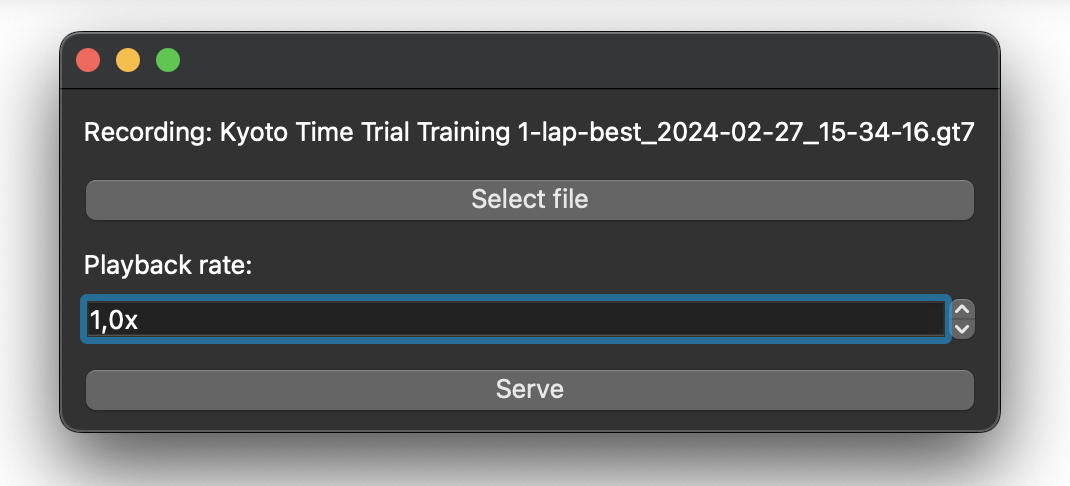 Recording: Kyoto Time Trial Training 1-lap-best_2024-02-27_15-34-16.gt7
Select file
Playback rate:
1,0x
Serve